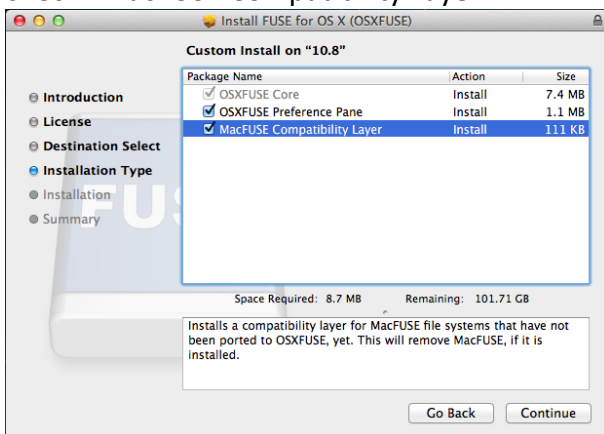 Install FUSE for OS X (OSXFUSE)
Custom Install on “10.8”
Package Name Action Size
OSXFUSE Core Install 7.4 MB
OSXFUSE Preference Pane Install 1.1 MB
MacFUSE Compatibility Layer Install 111 KB
Introduction
License
Destination Select
Installation Type
Installation
Summary
FUS
Space Required: 8.7 MB Remaining: 101.71 GB
Installs a compatibility layer for MacFUSE file systems that have not
been ported to OSXFUSE, yet. This will remove MacFUSE, if it is
installed.
Go Back Continue